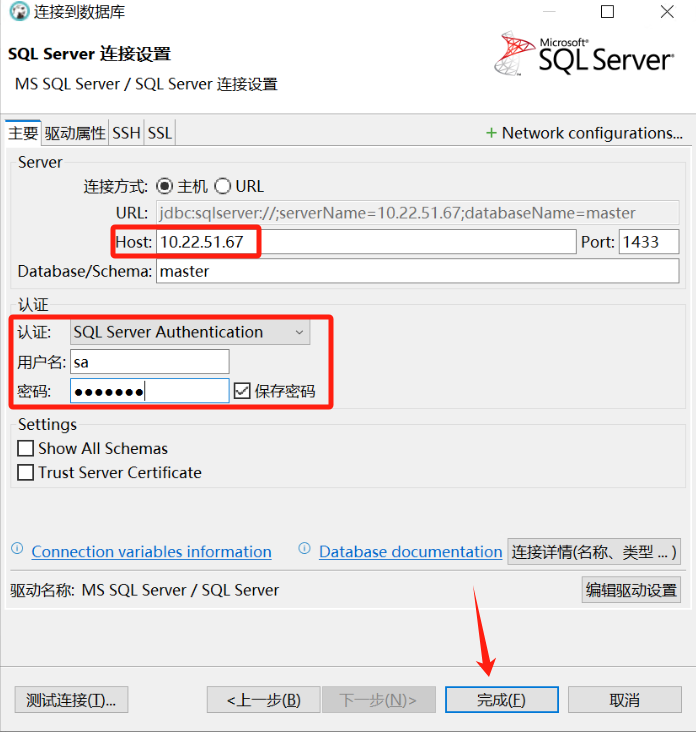 连接到数据库
SQL Server 连接设置
MS SQL Server / SQL Server 连接设置
Microsoft®
SQL Server®
主要 驱动属性 SSH SSL + Network configurations...
Server
连接方式: 主机 URL
URL: jdbc:sqlserver://;serverName=10.22.51.67;databaseName=master
Host: 10.22.51.67 Port: 1433
Database/Schema: master
认证
认证: SQL Server Authentication
用户名: sa
密码: ●●●●●●● 保存密码
Settings
Show All Schemas
Trust Server Certificate
Connection variables information Database documentation 连接详情(名称、类型 ... )
驱动名称: MS SQL Server / SQL Server 编辑驱动设置
测试连接(T)... <上一步(B) 下一步(N)> 完成(F) 取消